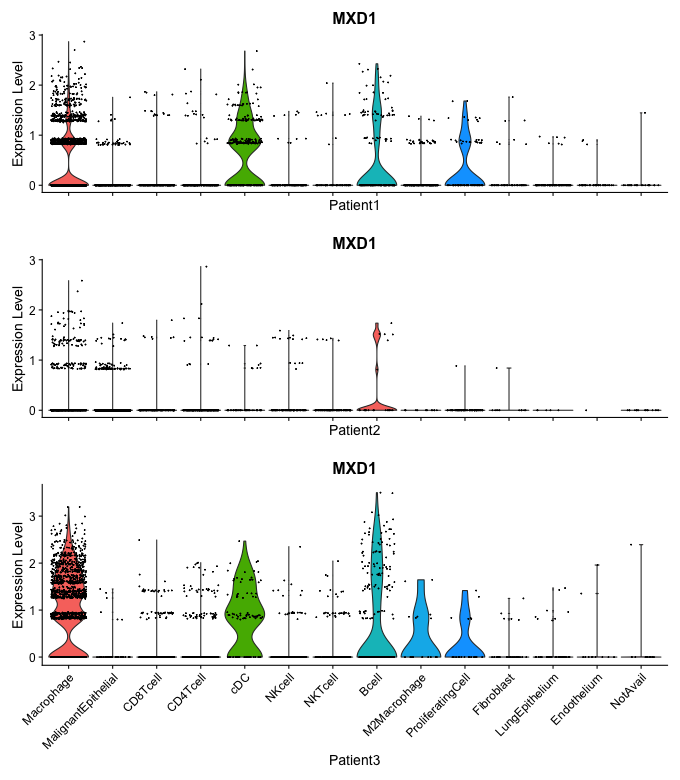 MXD1
3
2
1
0
Expression Level
Patient1
MXD1
3
2
1
0
Expression Level
Patient2
MXD1
3
2
1
0
Expression Level
Macrophage
MalignantEpithelial
CD8Tcell
CD4Tcell
cDC
NKcell
NKTcell
Bcell
M2Macrophage
ProliferatingCell
Fibroblast
LungEpithelium
Endothelium
NotAvail
Patient3